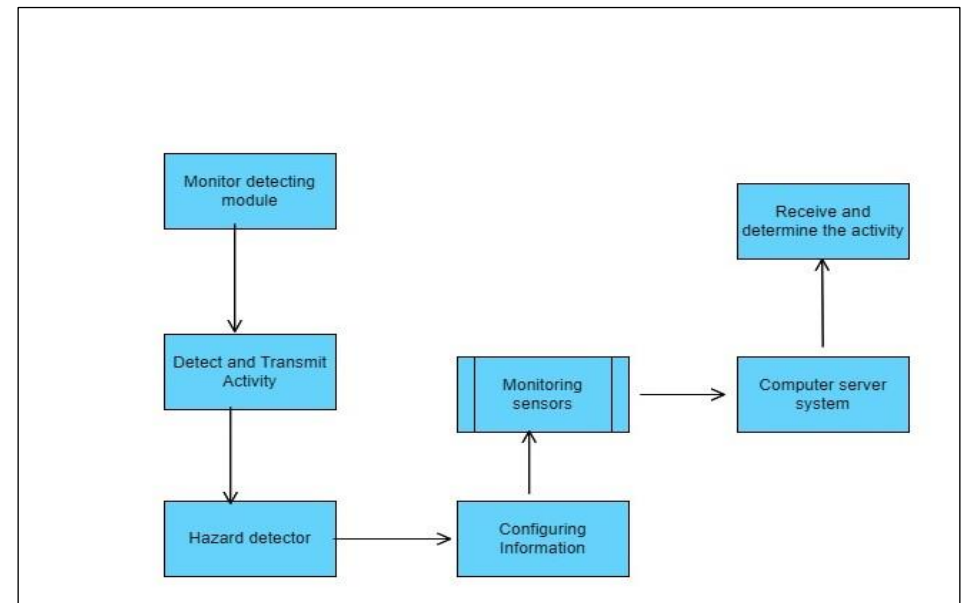 Monitor detecting
module
Detect and Transmit
Activity
Hazard detector
Configuring
Information
Monitoring
sensors
Computer server
system
Receive and
determine the activity